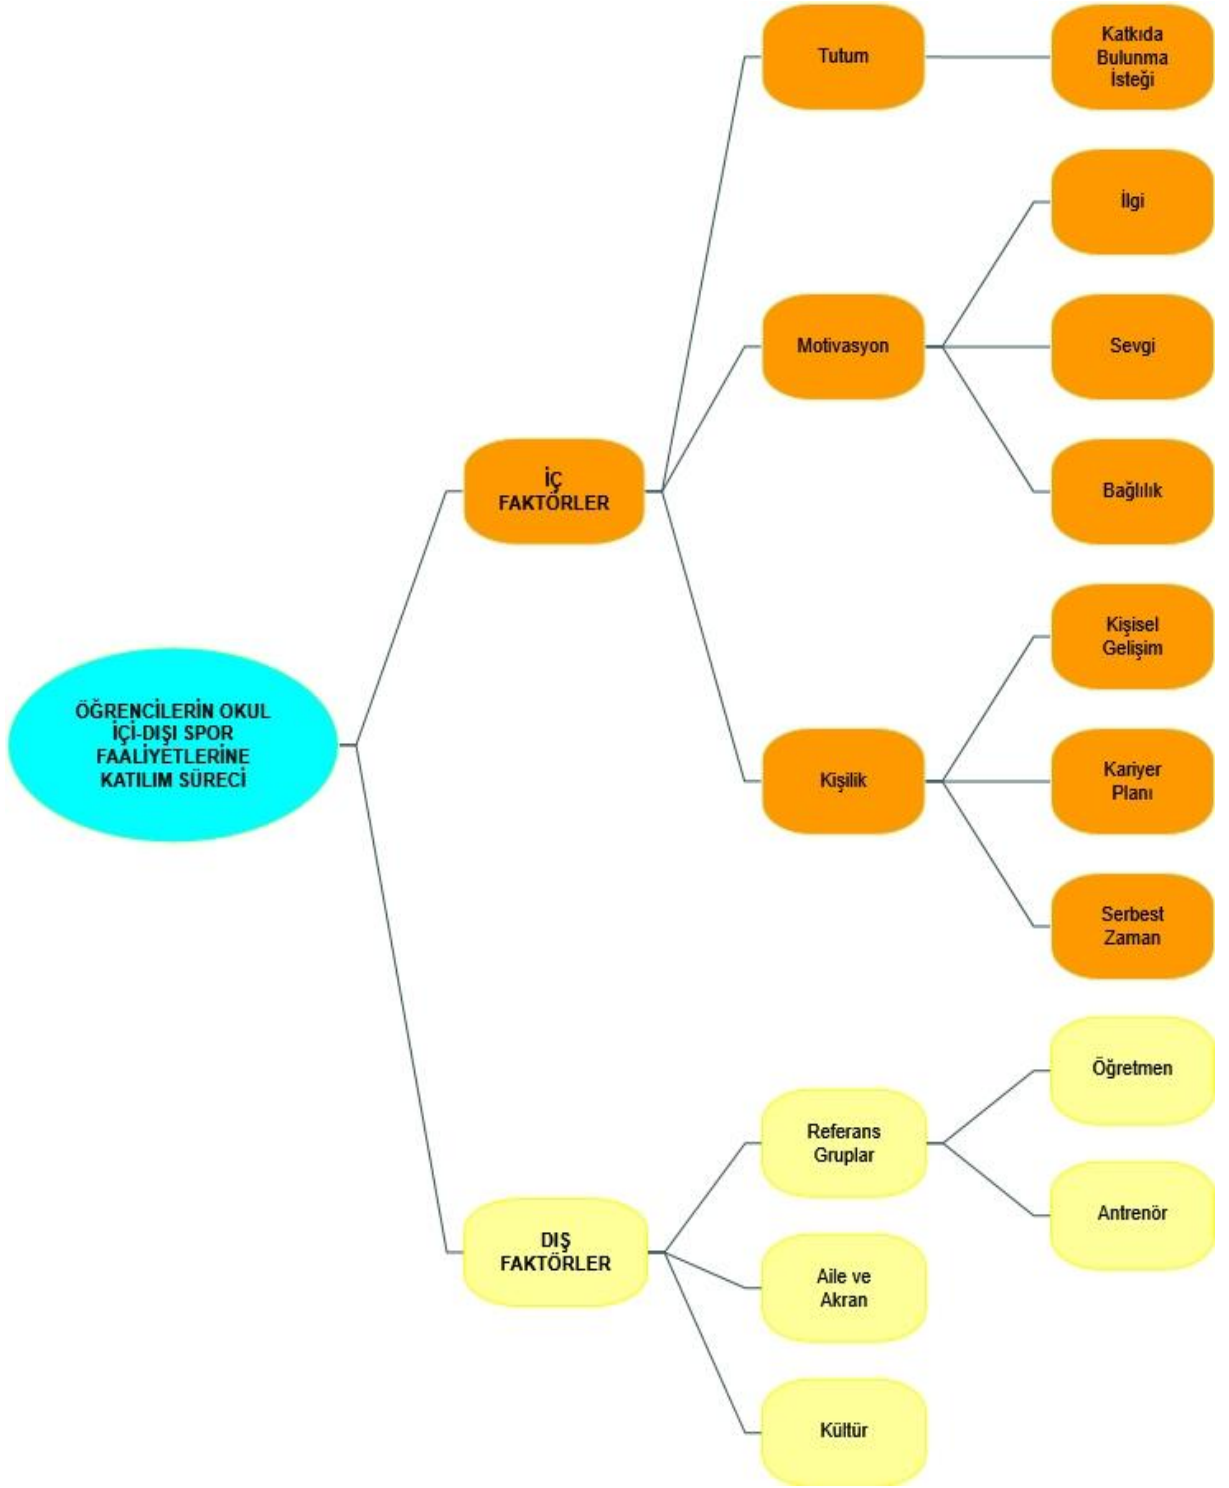 Tutum
Katkıda
Bulunma
İsteği
İlgi
Motivasyon
Sevgi
Bağlılık
İÇ
FAKTÖRLER
Kişisel
Gelişim
ÖĞRENCİLERİN OKUL
İÇİ-DIŞI SPOR
FAALİYETLERİNE
KATILIM SÜRECİ
Kişilik
Kariyer
Planı
Serbest
Zaman
Öğretmen
Referans
Gruplar
Antrenör
DIŞ
FAKTÖRLER
Aile ve
Akran
Kültür